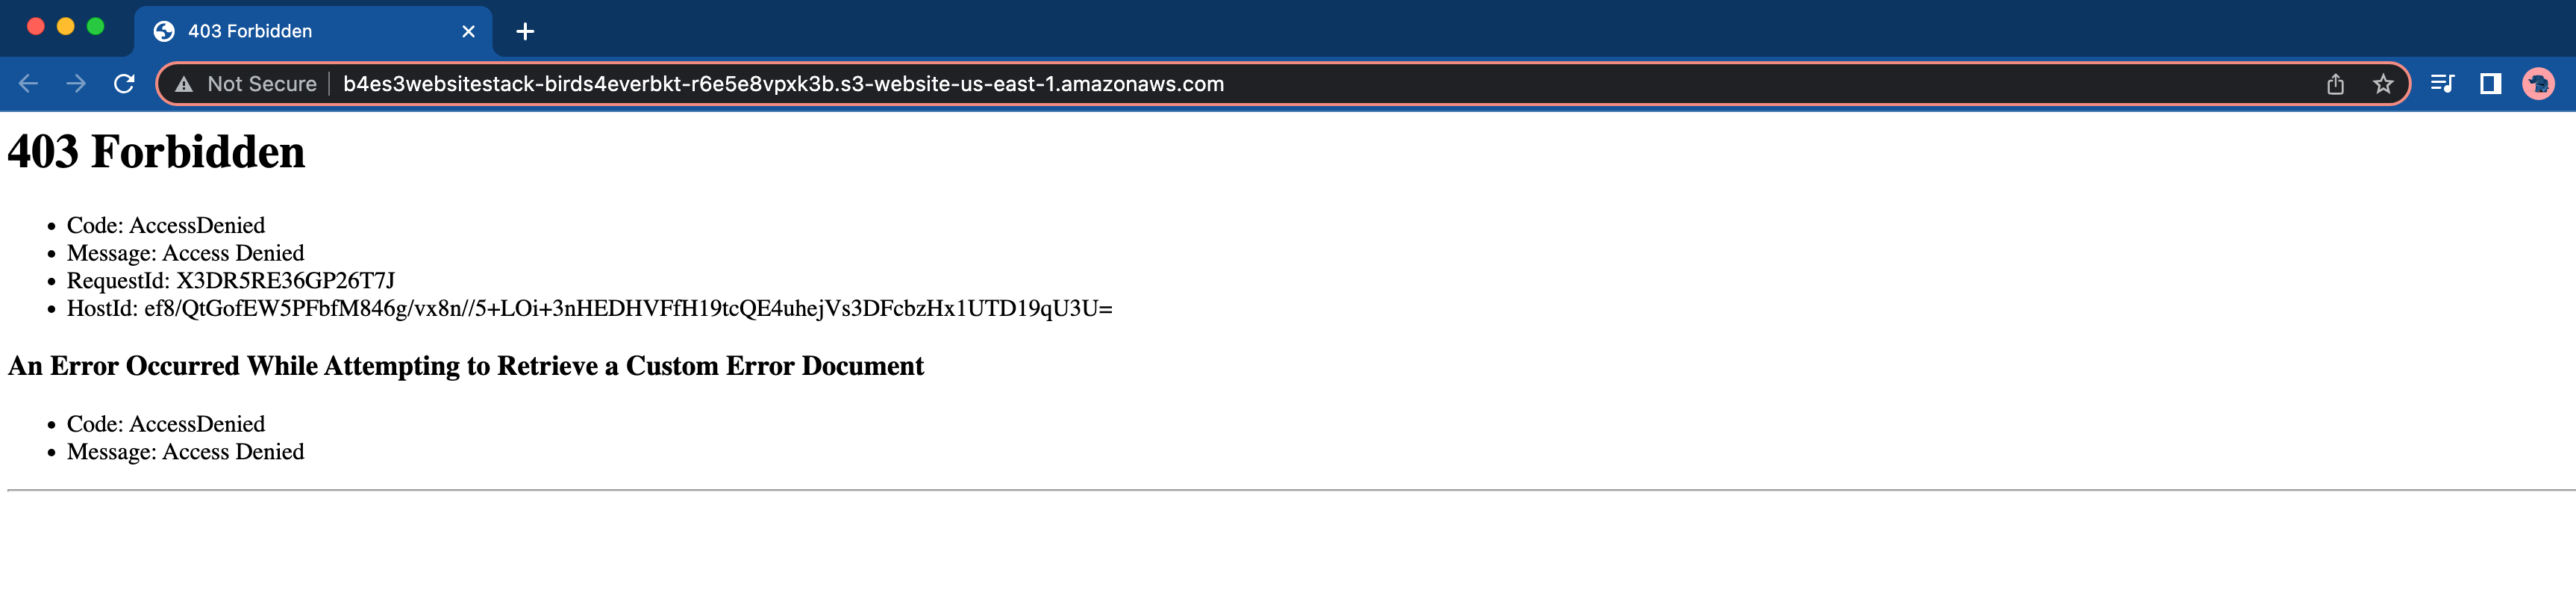 403 Forbidden
Not Secure b4es3websitestack-birds4everbkt-r6e5e8vpxk3b.s3-website-us-east-1.amazonaws.com
403 Forbidden
Code: AccessDenied
Message: Access Denied
RequestId: X3DR5RE36GP26T7J
HostId: ef8/QtGofEW5PFbfM846g/vx8n//5+LOi+3nHEDHVFfH19tcQE4uhejVs3DFcbzHx1UTD19qU3U=
An Error Occurred While Attempting to Retrieve a Custom Error Document
Code: AccessDenied
Message: Access Denied